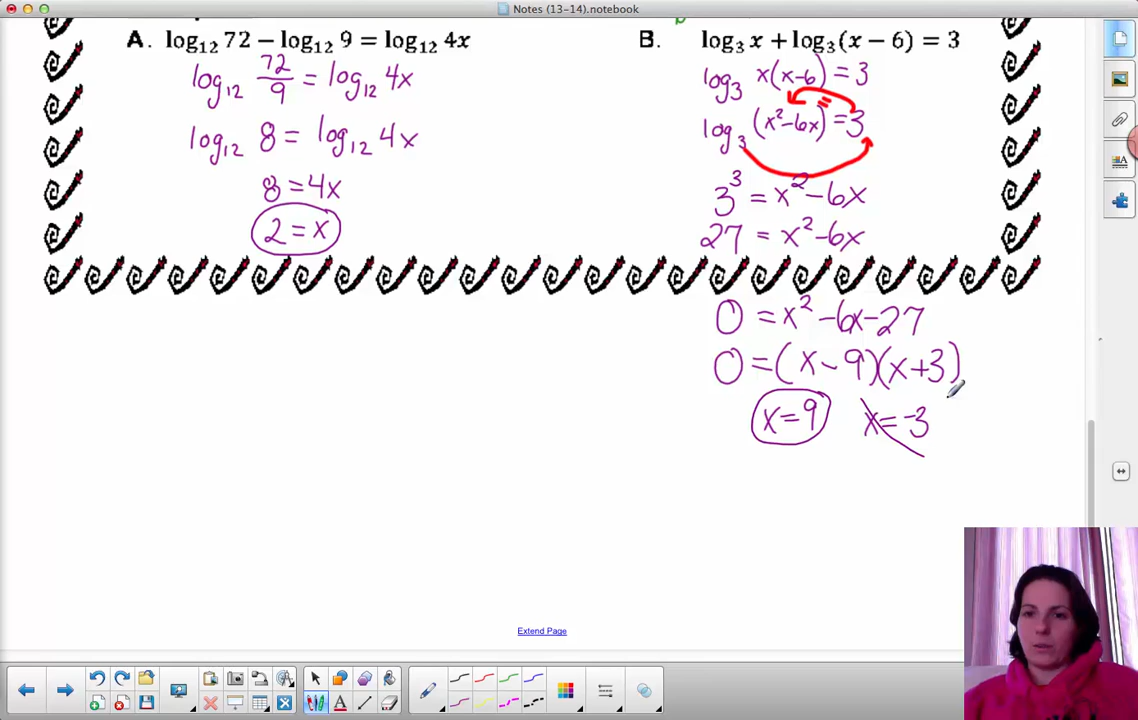 Notes (13–14).notebook
A. log₁₂ 72 − log₁₂ 9 = log₁₂ 4x
log₁₂ 72/9 = log₁₂ 4x
log₁₂ 8 = log₁₂ 4x
8 = 4x
2 = x
B. log₃ x + log₃(x − 6) = 3
log₃ x(x-6) = 3
log₃ (x²-6x) = 3
=
3³ = x² - 6x
27 = x² - 6x
0 = x² - 6x - 27
0 = (x - 9)(x + 3)
x = 9 x = -3
Extend Page
A